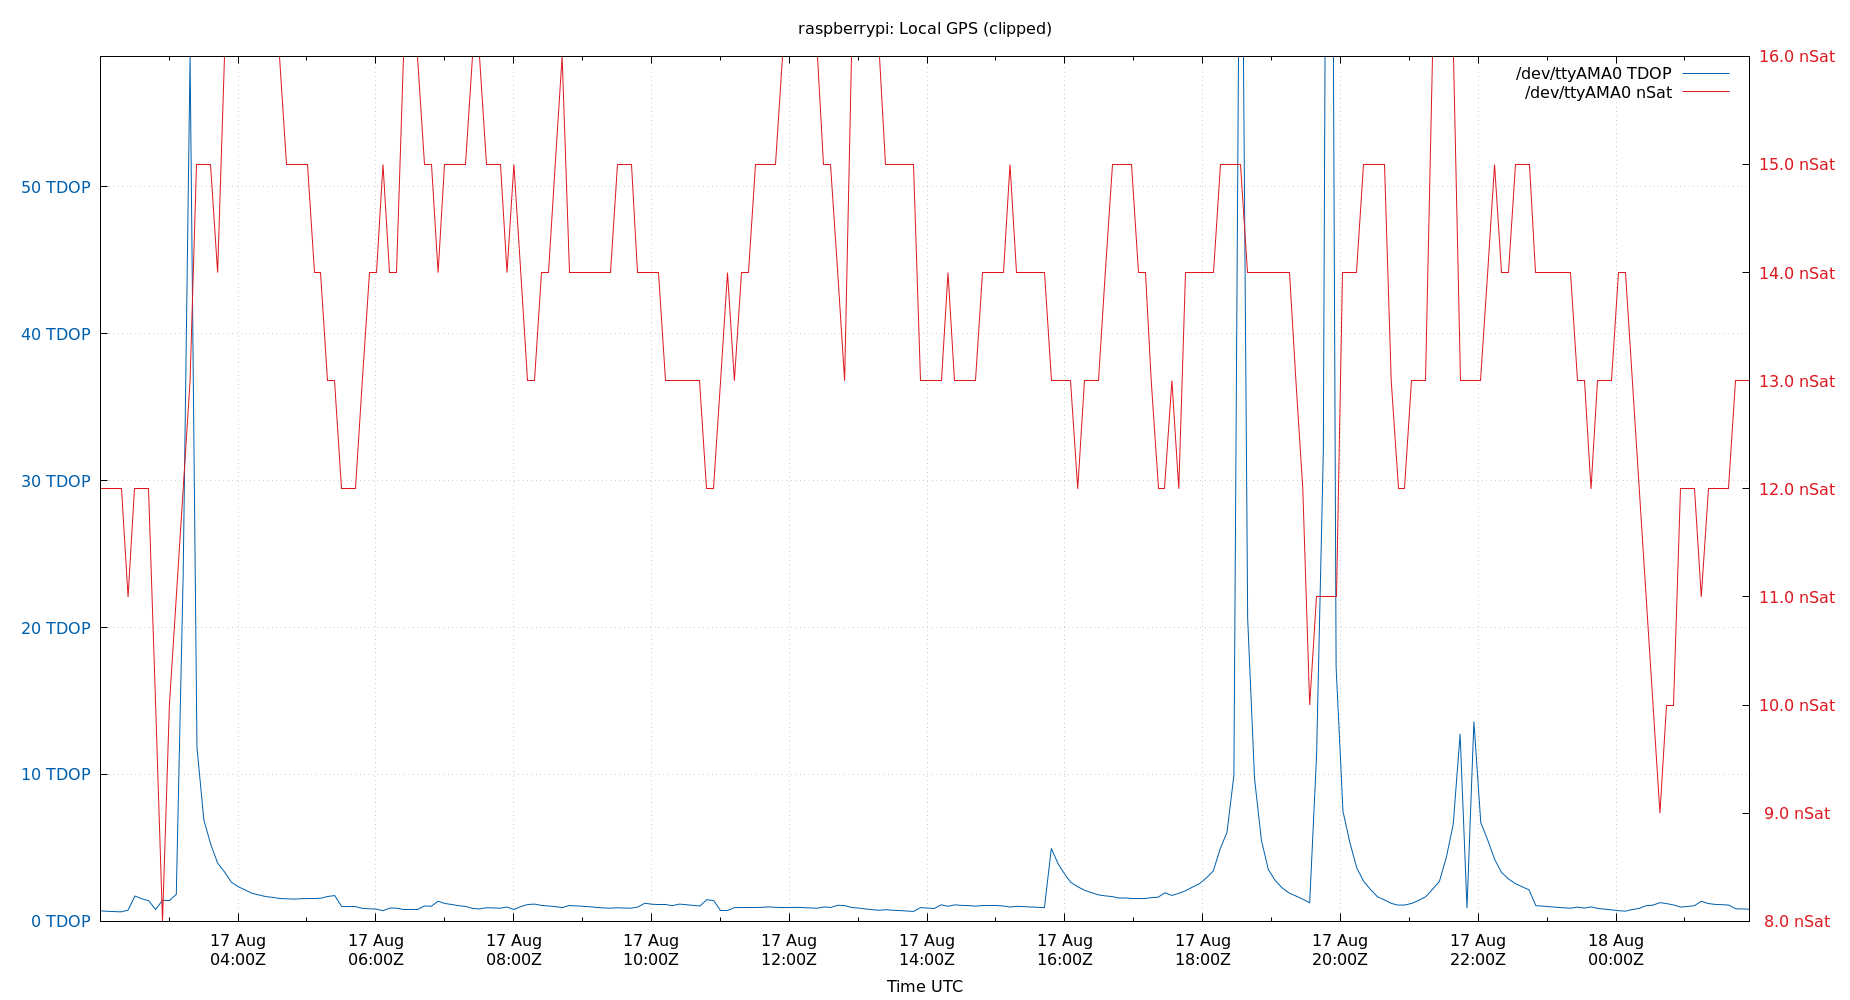 raspberrypi: Local GPS (clipped)
/dev/ttyAMA0 TDOP
/dev/ttyAMA0 nSat
50 TDOP
40 TDOP
30 TDOP
20 TDOP
10 TDOP
0 TDOP
16.0 nSat
15.0 nSat
14.0 nSat
13.0 nSat
12.0 nSat
11.0 nSat
10.0 nSat
9.0 nSat
8.0 nSat
17 Aug 17 Aug 17 Aug 17 Aug 17 Aug 17 Aug 17 Aug 17 Aug 17 Aug 17 Aug 18 Aug
04:00Z 06:00Z 08:00Z 10:00Z 12:00Z 14:00Z 16:00Z 18:00Z 20:00Z 22:00Z 00:00Z
Time UTC